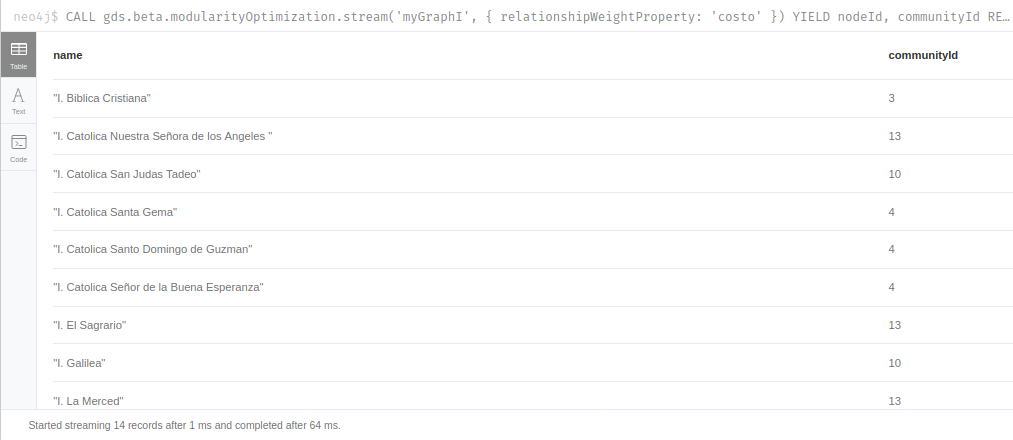 neo4j$ CALL gds.beta.modularityOptimization.stream('myGraphI', { relationshipWeightProperty: 'costo' }) YIELD nodeId, communityId RE…
Table
Text
Code
name communityId
"I. Biblica Cristiana" 3
"I. Catolica Nuestra Señora de los Angeles " 13
"I. Catolica San Judas Tadeo" 10
"I. Catolica Santa Gema" 4
"I. Catolica Santo Domingo de Guzman" 4
"I. Catolica Señor de la Buena Esperanza" 4
"I. El Sagrario" 13
"I. Galilea" 10
"I. La Merced" 13
Started streaming 14 records after 1 ms and completed after 64 ms.